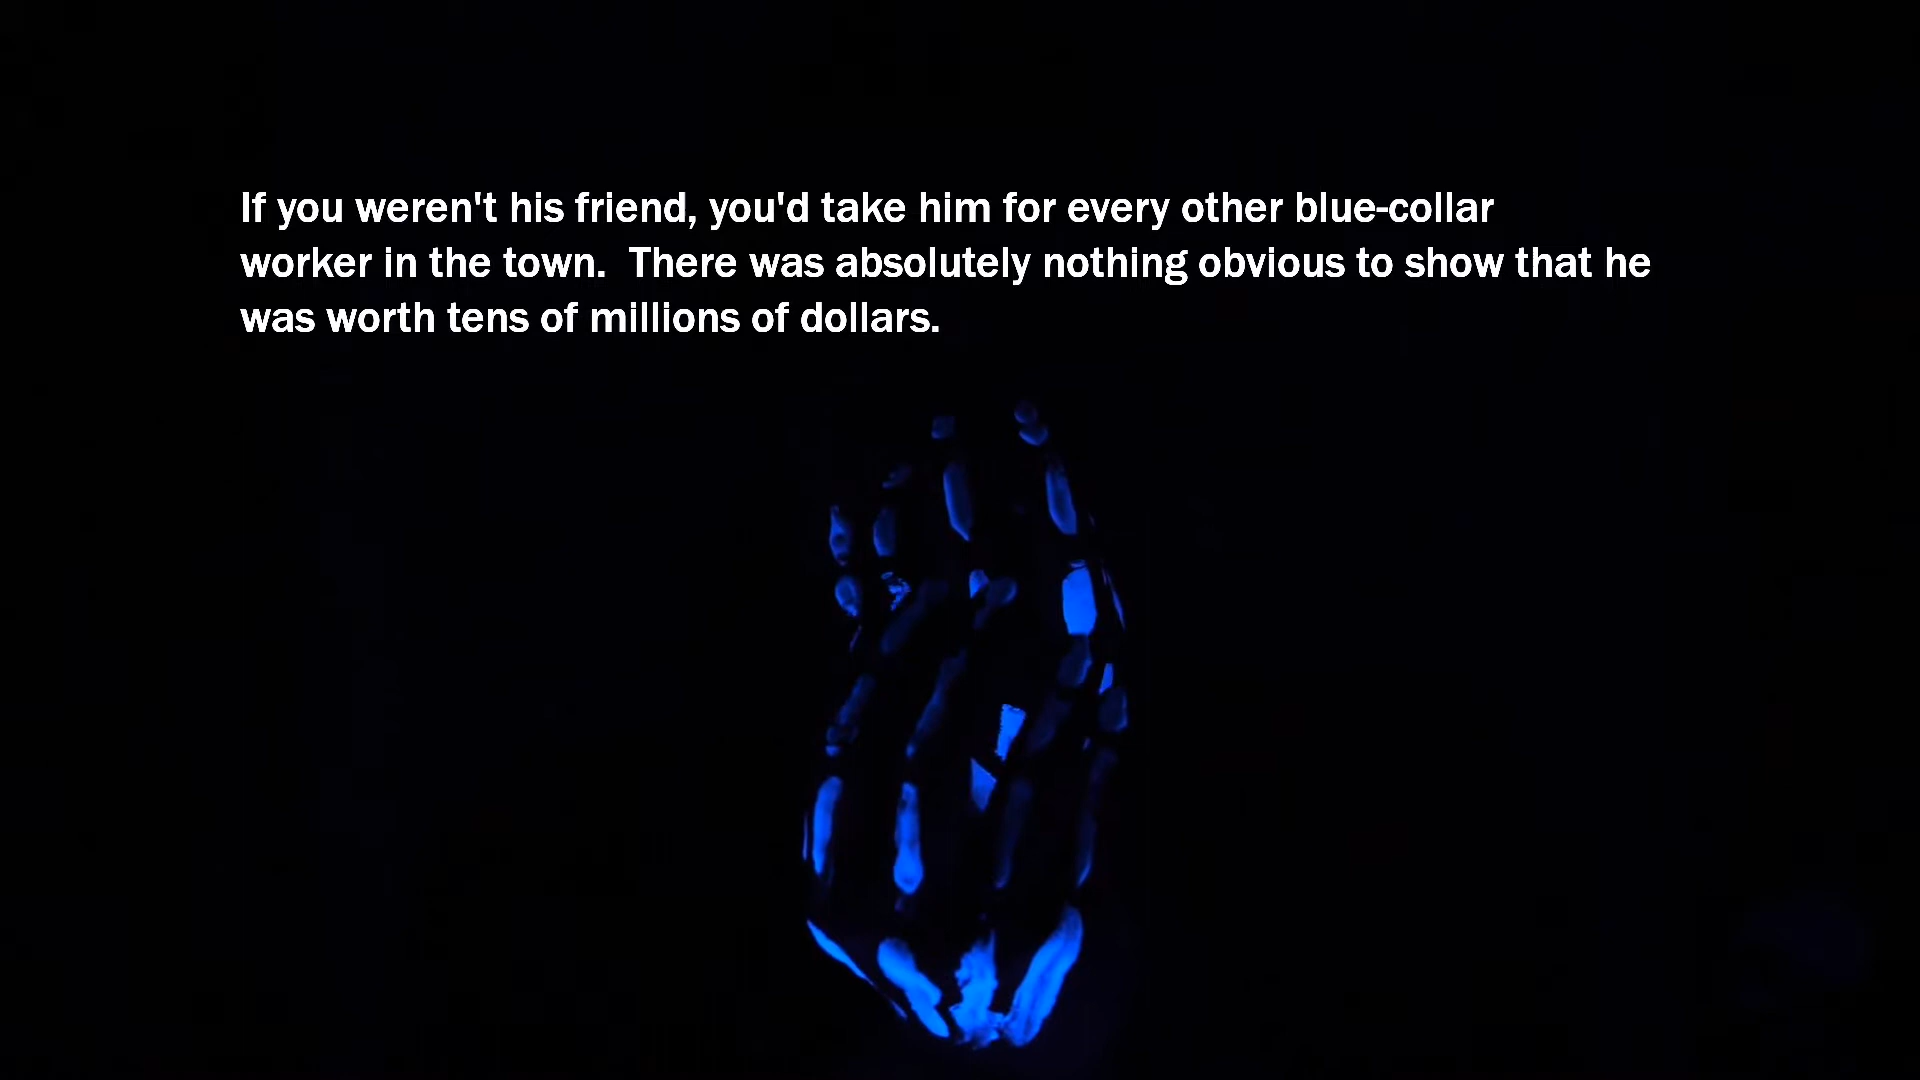 If you weren't his friend, you'd take him for every other blue-collar
worker in the town.  There was absolutely nothing obvious to show that he
was worth tens of millions of dollars.